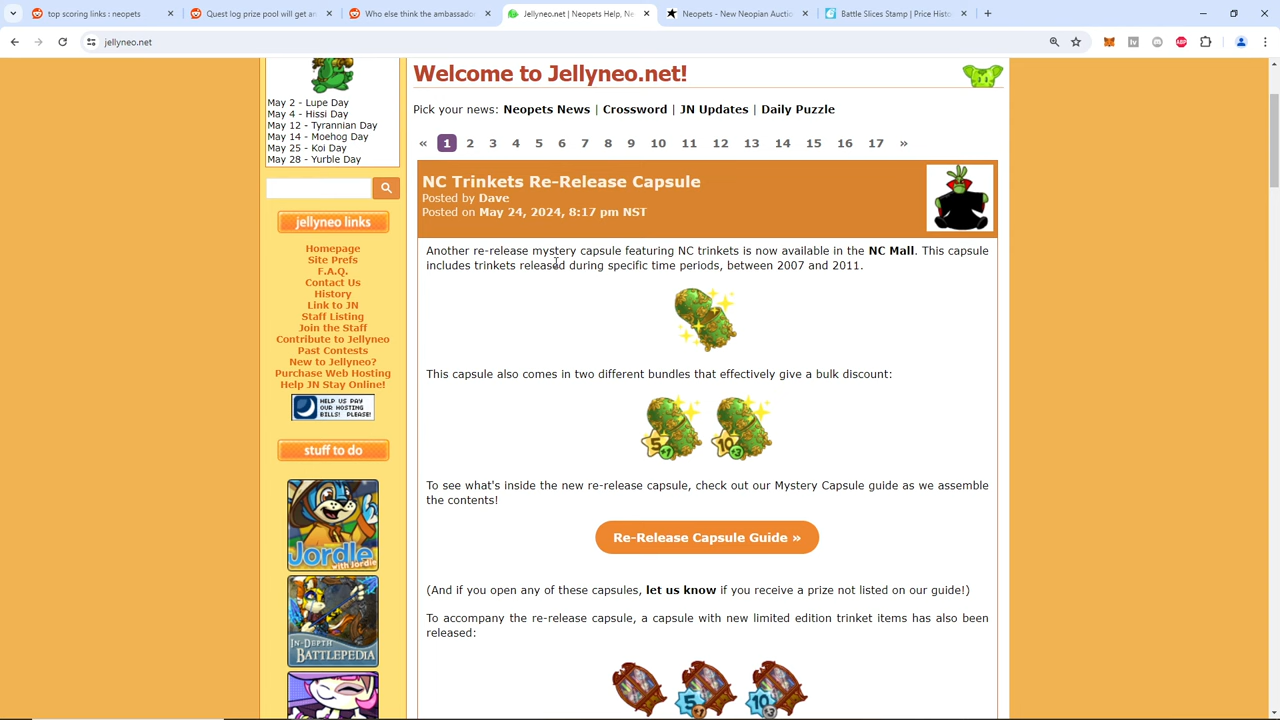 top scoring links : neopets
Quest log prize pool will get an
Who else think the ambassador
Jellyneo.net | Neopets Help, Ne
Neopets - New Neopian Auctio
Battle Slices Stamp | Price Histo
jellyneo.net
May 2 - Lupe Day
May 4 - Hissi Day
May 12 - Tyrannian Day
May 14 - Moehog Day
May 25 - Koi Day
May 28 - Yurble Day
jellyneo links
Homepage
Site Prefs
F.A.Q.
Contact Us
History
Link to JN
Staff Listing
Join the Staff
Contribute to Jellyneo
Past Contests
New to Jellyneo?
Purchase Web Hosting
Help JN Stay Online!
HELP US PAY
OUR HOSTING
BILLS! PLEASE!
stuff to do
Jordle
with Jordie
IN-DEPTH
BATTLEPEDIA
Welcome to Jellyneo.net!
Pick your news: Neopets News | Crossword | JN Updates | Daily Puzzle
« 1 2 3 4 5 6 7 8 9 10 11 12 13 14 15 16 17 »
NC Trinkets Re-Release Capsule
Posted by Dave
Posted on May 24, 2024, 8:17 pm NST
Another re-release mystery capsule featuring NC trinkets is now available in the NC Mall. This capsule
includes trinkets released during specific time periods, between 2007 and 2011.
This capsule also comes in two different bundles that effectively give a bulk discount:
5 +1 10 +3
To see what's inside the new re-release capsule, check out our Mystery Capsule guide as we assemble
the contents!
Re-Release Capsule Guide »
(And if you open any of these capsules, let us know if you receive a prize not listed on our guide!)
To accompany the re-release capsule, a capsule with new limited edition trinket items has also been
released:
5 10